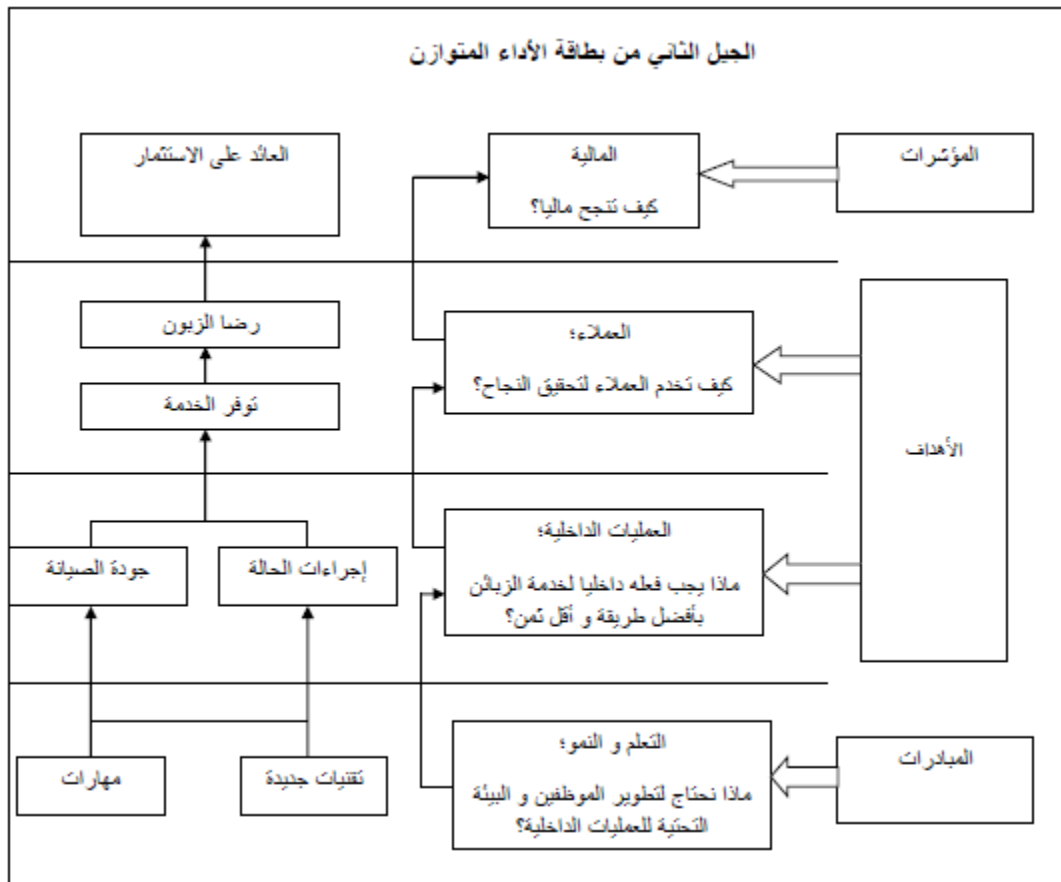 الجيل الثاني من بطاقة الأداء المتوازن
المؤشرات
المالية
كيف تنجح ماليا؟
العائد على الاستثمار
الأهداف
العملاء؛
كيف تخدم العملاء لتحقيق النجاح؟
رضا الزبون
توفر الخدمة
العمليات الداخلية؛
ماذا يجب فعله داخليا لخدمة الزبائن
بأفضل طريقة و أقل ثمن؟
إجراءات الحالة
جودة الصيانة
المبادرات
التعلم و النمو؛
ماذا نحتاج لتطوير الموظفين و البيئة
التحتية للعمليات الداخلية؟
تقنيات جديدة
مهارات